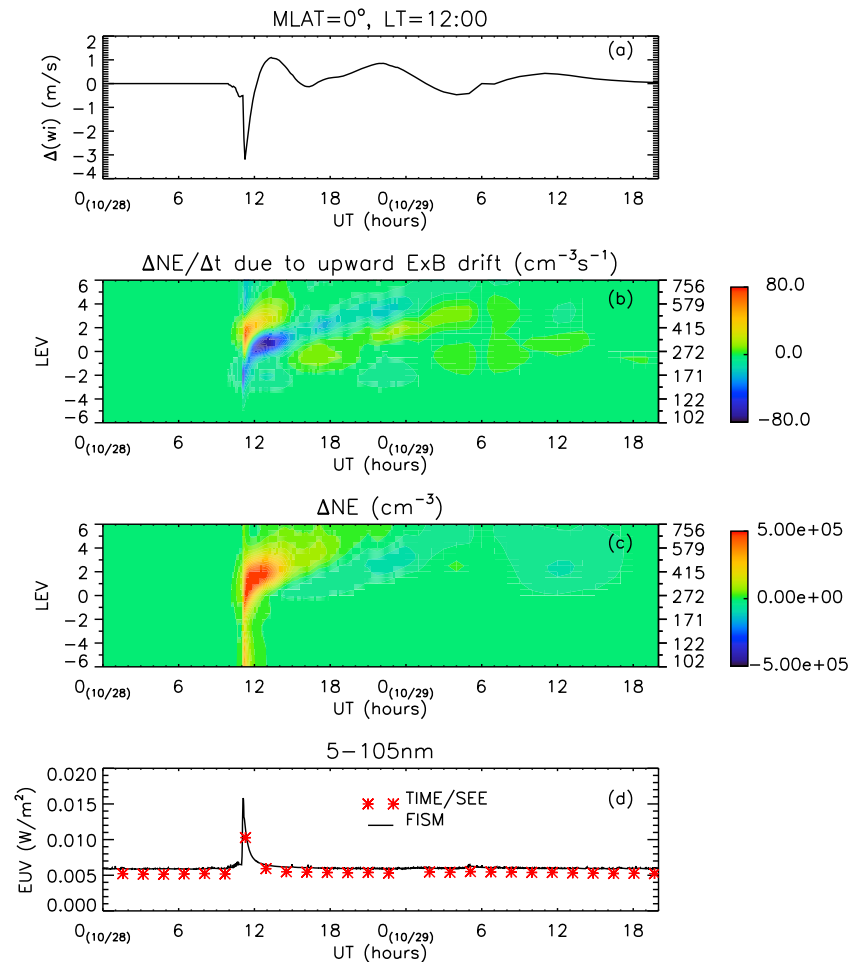 MLAT=0°, LT=12:00
(a)
Δ(wi) (m/s)
2
1
0
-1
-2
-3
-4
0(10/28) 6 12 18 0(10/29) 6 12 18
UT (hours)
ΔNE/Δt due to upward ExB drift (cm⁻³s⁻¹)
(b)
LEV
6
4
2
0
-2
-4
-6
756
579
415
272
171
122
102
80.0
0.0
-80.0
0(10/28) 6 12 18 0(10/29) 6 12 18
UT (hours)
ΔNE (cm⁻³)
(c)
LEV
6
4
2
0
-2
-4
-6
756
579
415
272
171
122
102
5.00e+05
0.00e+00
-5.00e+05
0(10/28) 6 12 18 0(10/29) 6 12 18
UT (hours)
5-105nm
(d)
EUV (W/m²)
0.020
0.015
0.010
0.005
0.000
TIME/SEE
FISM
0(10/28) 6 12 18 0(10/29) 6 12 18
UT (hours)